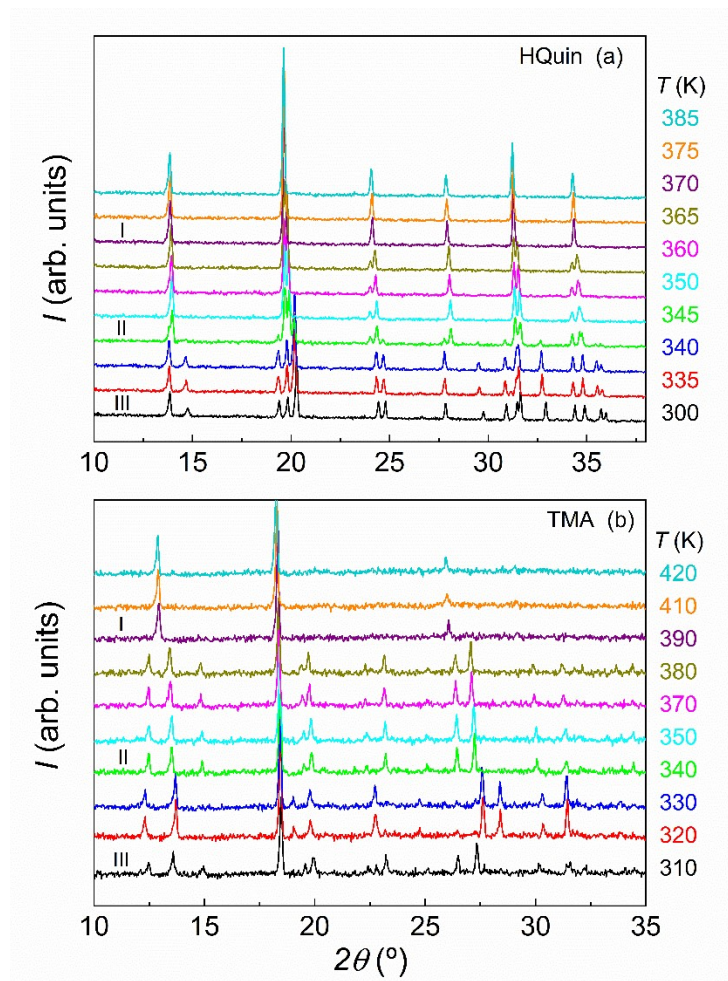 HQuin (a)
T (K)
385
375
370
365
360
350
345
340
335
300
I
II
III
I (arb. units)
10 15 20 25 30 35
TMA (b)
T (K)
420
410
390
380
370
350
340
330
320
310
I
II
III
I (arb. units)
10 15 20 25 30 35
2θ (º)